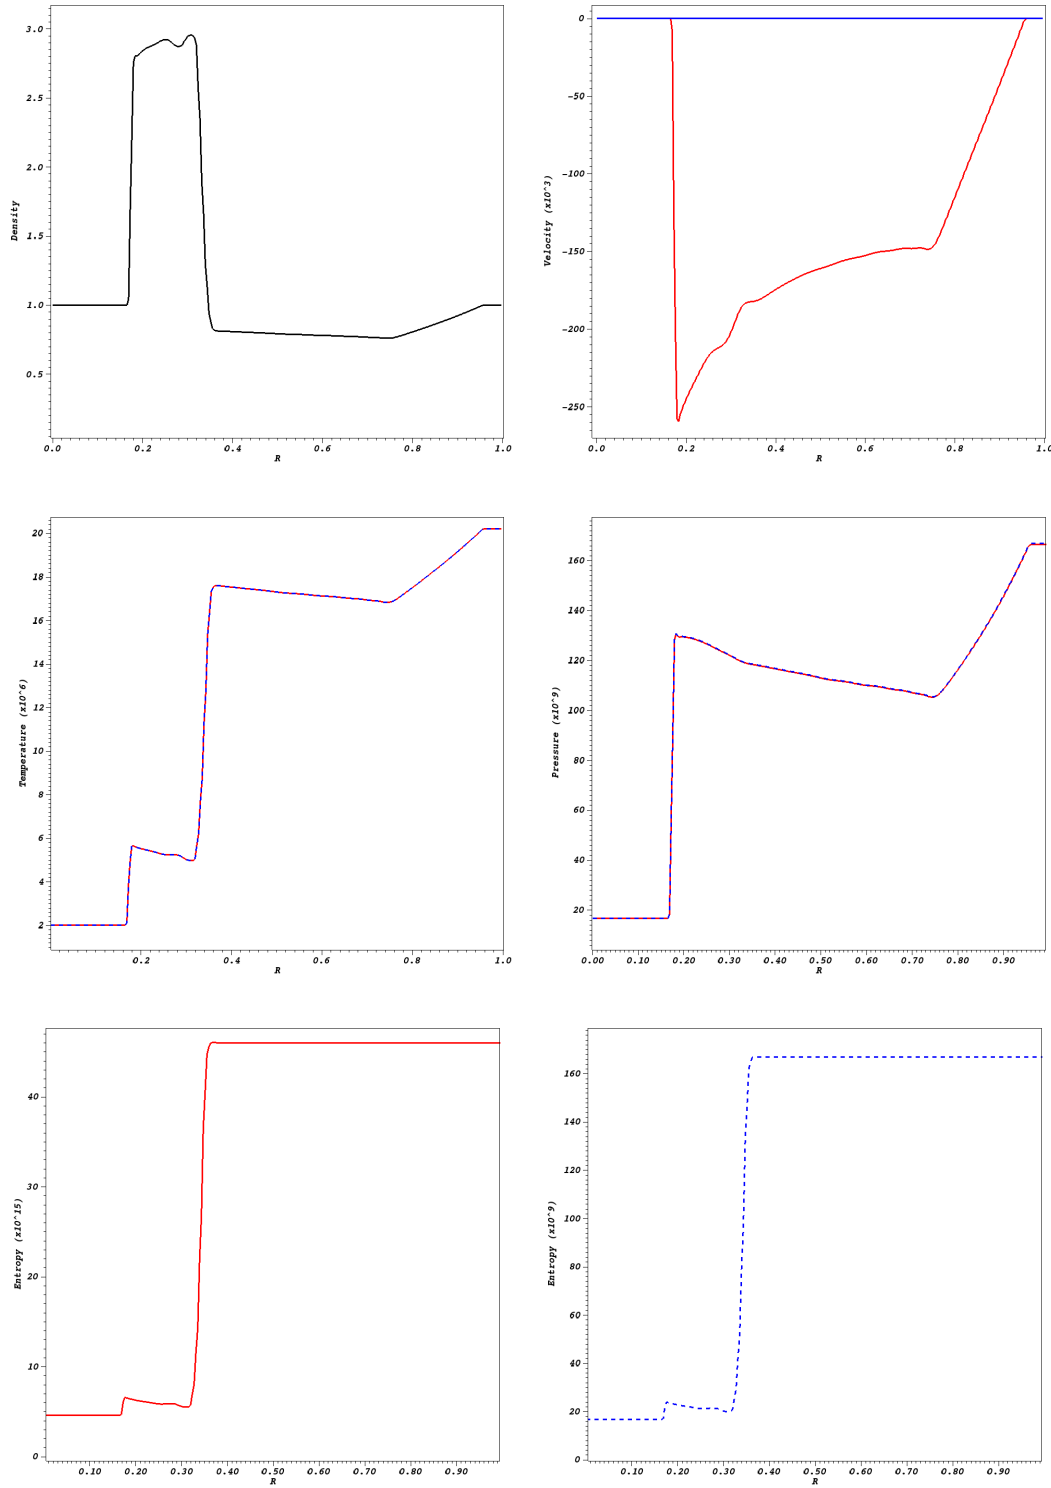 3.0
2.5
2.0
1.5
1.0
0.5
Density
0.0 0.2 0.4 0.6 0.8 1.0
R
0
-50
-100
-150
-200
-250
Velocity (x10^3)
0.0 0.2 0.4 0.6 0.8 1.0
R
20
18
16
14
12
10
8
6
4
2
Temperature (x10^6)
0.2 0.4 0.6 0.8 1.0
R
160
140
120
100
80
60
40
20
Pressure (x10^9)
0.00 0.10 0.20 0.30 0.40 0.50 0.60 0.70 0.80 0.90
R
40
30
20
10
0
Entropy (x10^15)
0.10 0.20 0.30 0.40 0.50 0.60 0.70 0.80 0.90
R
160
140
120
100
80
60
40
20
0
Entropy (x10^9)
0.10 0.20 0.30 0.40 0.50 0.60 0.70 0.80 0.90
R